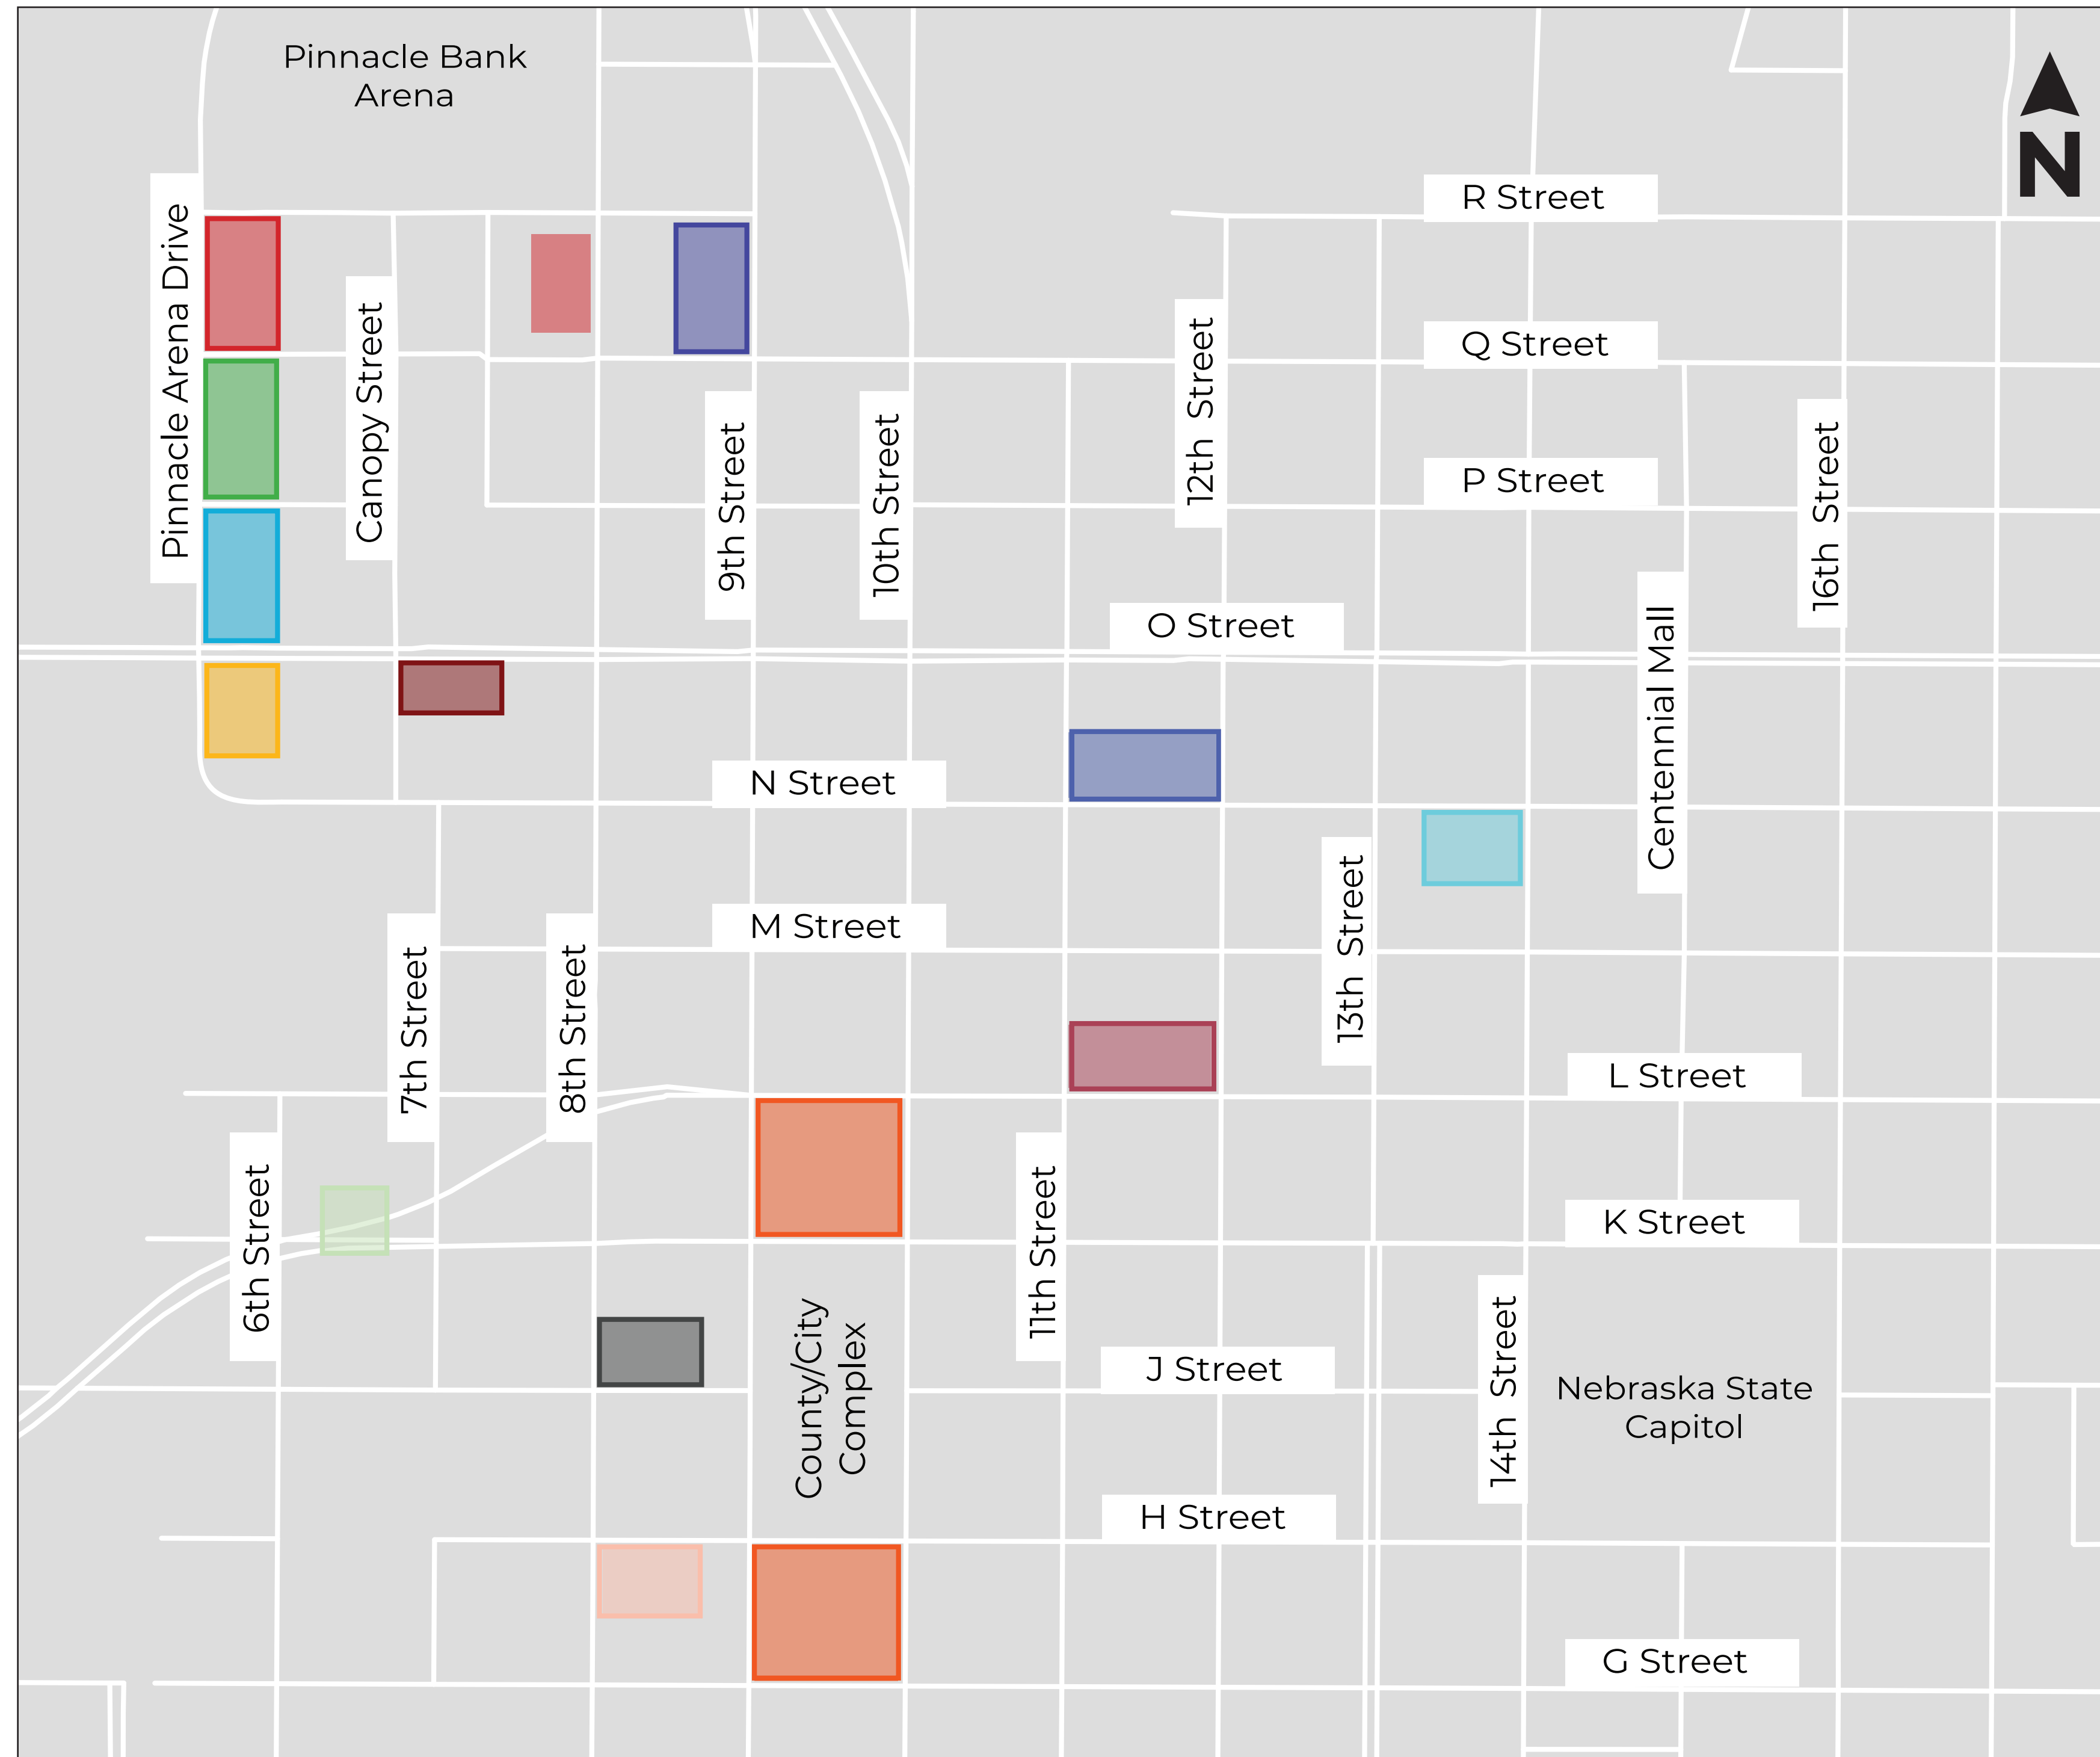 Pinnacle Bank
Arena
N
R Street
Pinnacle Arena Drive
Canopy Street
12th Street
Q Street
9th Street
10th Street
P Street
16th Street
O Street
Centennial Mall
N Street
13th Street
M Street
7th Street
8th Street
L Street
6th Street
11th Street
K Street
County/City
Complex
J Street
14th Street
Nebraska State
Capitol
H Street
G Street